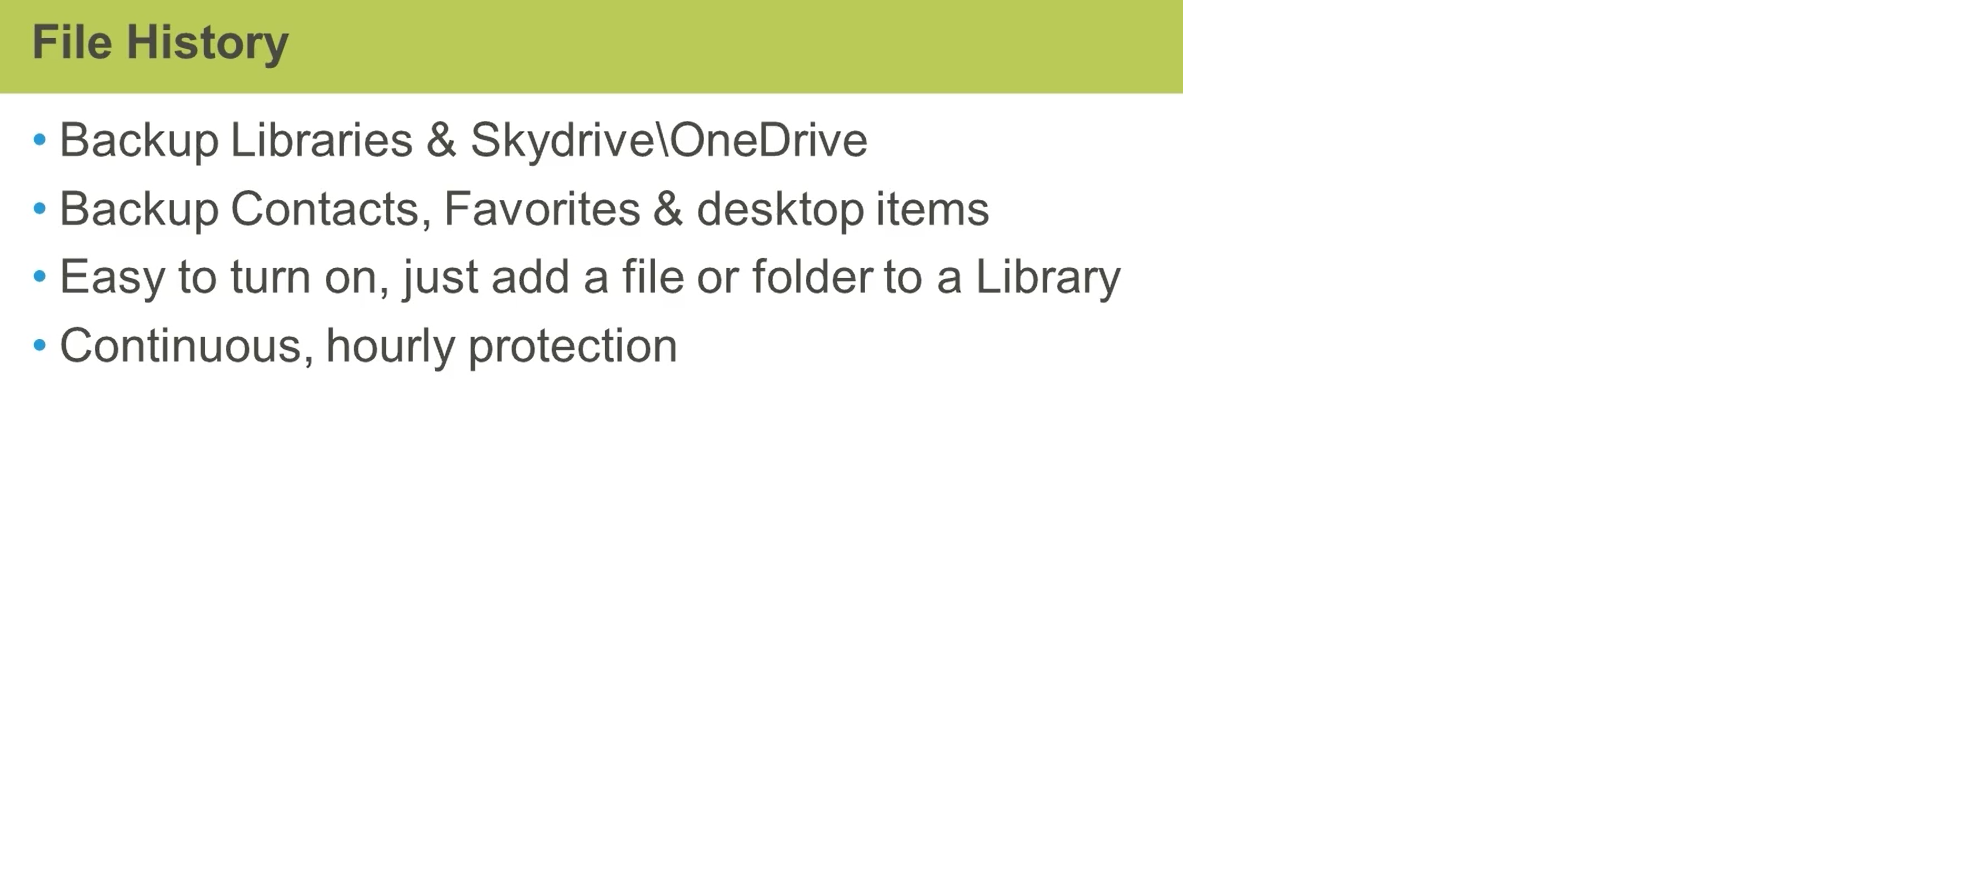 File History
• Backup Libraries & Skydrive\OneDrive
• Backup Contacts, Favorites & desktop items
• Easy to turn on, just add a file or folder to a Library
• Continuous, hourly protection